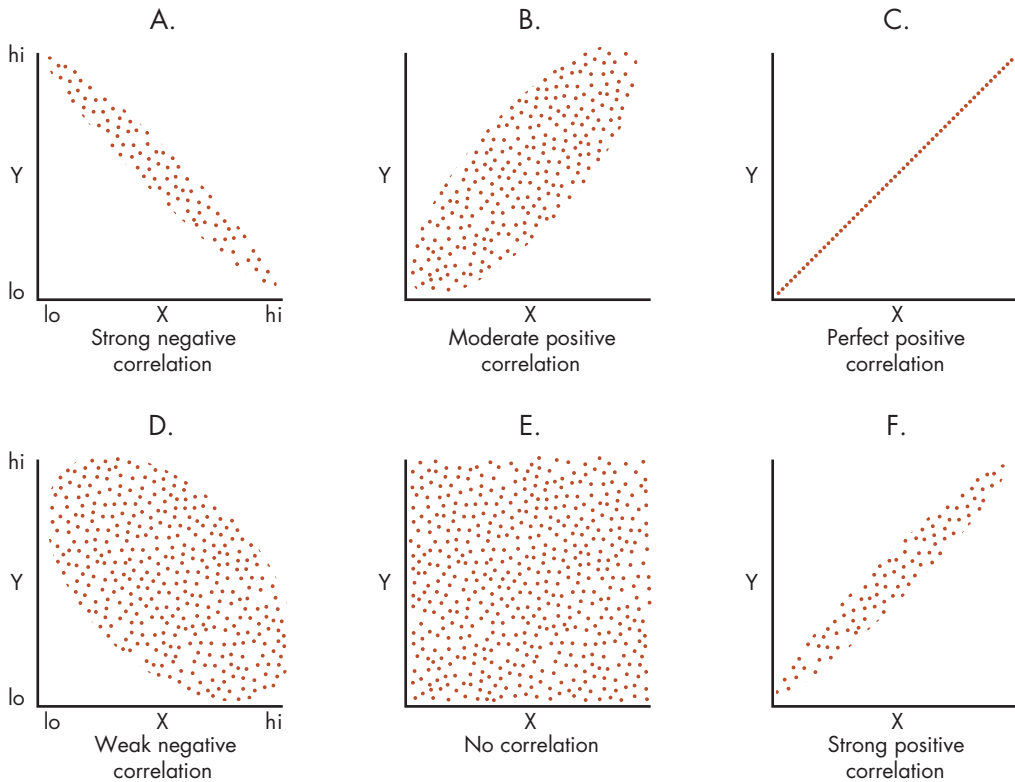 A.
hi
Y
lo
lo X hi
Strong negative
correlation
B.
Y
X
Moderate positive
correlation
C.
Y
X
Perfect positive
correlation
D.
hi
Y
lo
lo X hi
Weak negative
correlation
E.
Y
X
No correlation
F.
Y
X
Strong positive
correlation